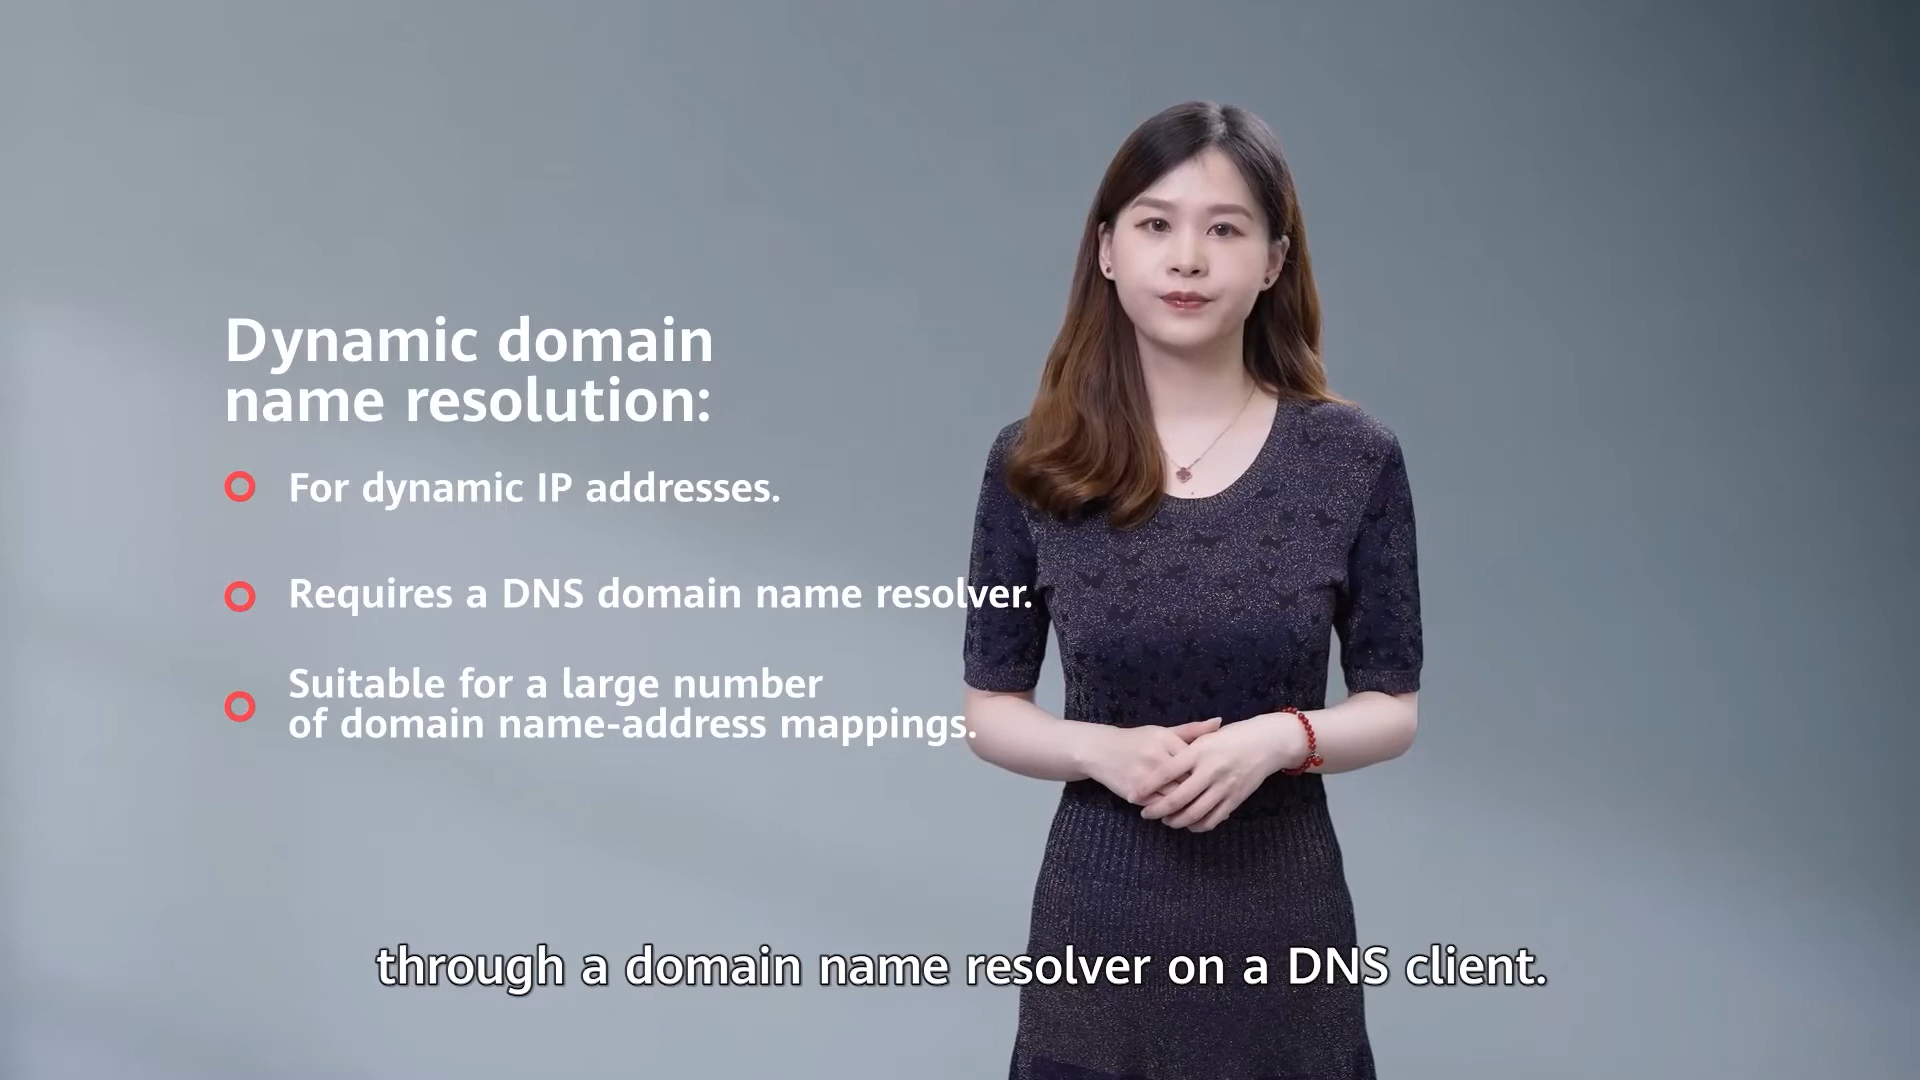 Dynamic domain
name resolution:
For dynamic IP addresses.
Requires a DNS domain name resolver.
Suitable for a large number
of domain name-address mappings.
through a domain name resolver on a DNS client.